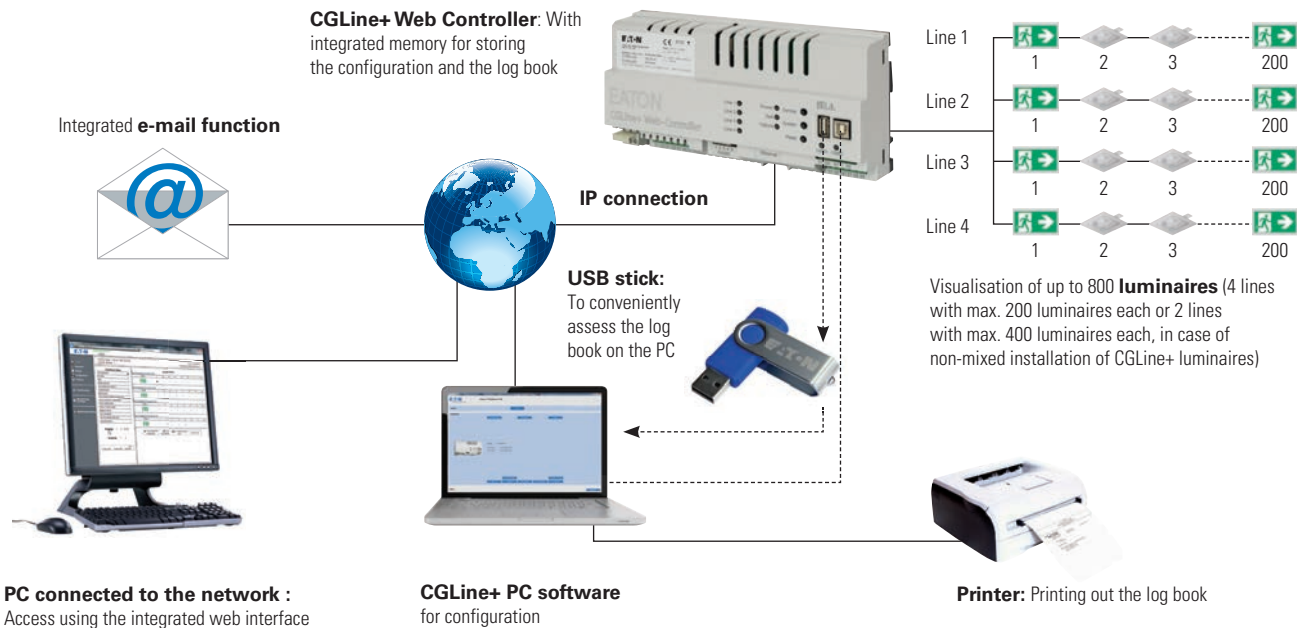 CGLine+ Web Controller: With
integrated memory for storing
the configuration and the log book
EATON
EATON
CGLine+ Web-Controller
Line 1
1
2
3
200
Line 2
1
2
3
200
Line 3
1
2
3
200
Line 4
1
2
3
200
Integrated e-mail function
@
IP connection
USB stick:
To conveniently
assess the log
book on the PC
EATON
Visualisation of up to 800 luminaires (4 lines
with max. 200 luminaires each or 2 lines
with max. 400 luminaires each, in case of
non-mixed installation of CGLine+ luminaires)
PC connected to the network :
Access using the integrated web interface
CGLine+ PC software
for configuration
Printer: Printing out the log book